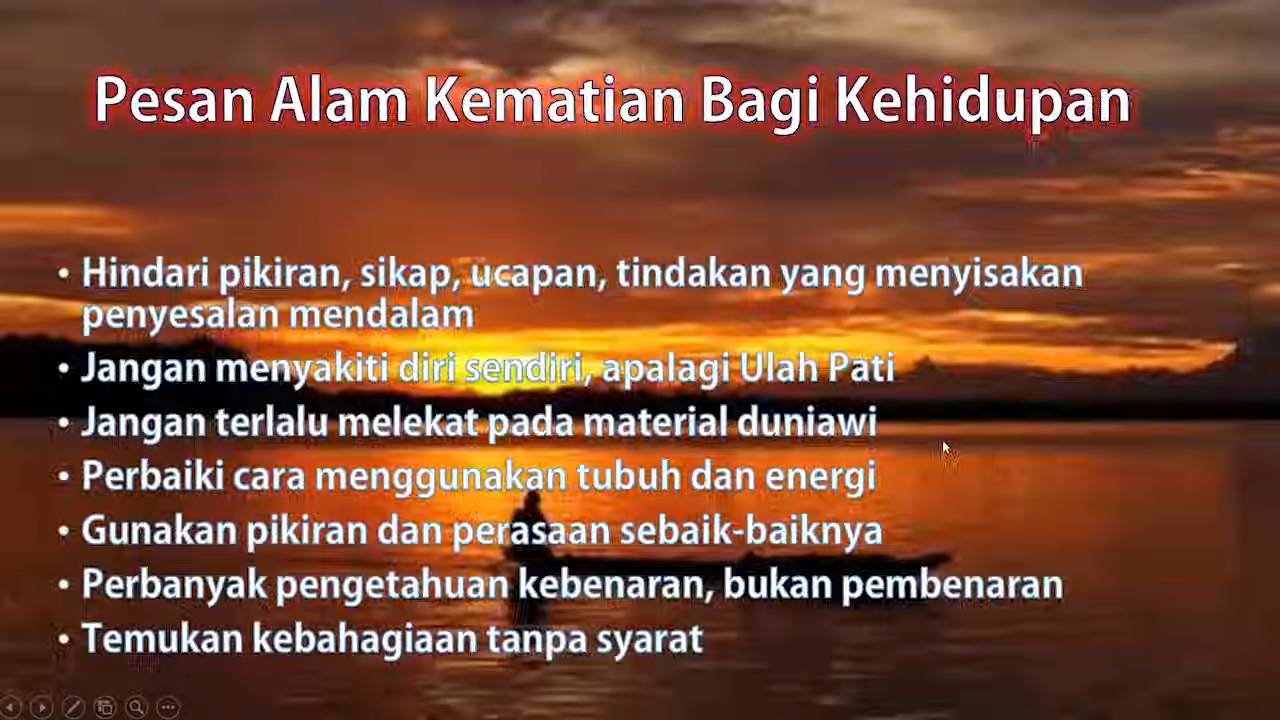 Pesan Alam Kematian Bagi Kehidupan
• Hindari pikiran, sikap, ucapan, tindakan yang menyisakan
penyesalan mendalam
• Jangan menyakiti diri sendiri, apalagi Ulah Pati
• Jangan terlalu melekat pada material duniawi
• Perbaiki cara menggunakan tubuh dan energi
• Gunakan pikiran dan perasaan sebaik-baiknya
• Perbanyak pengetahuan kebenaran, bukan pembenaran
• Temukan kebahagiaan tanpa syarat